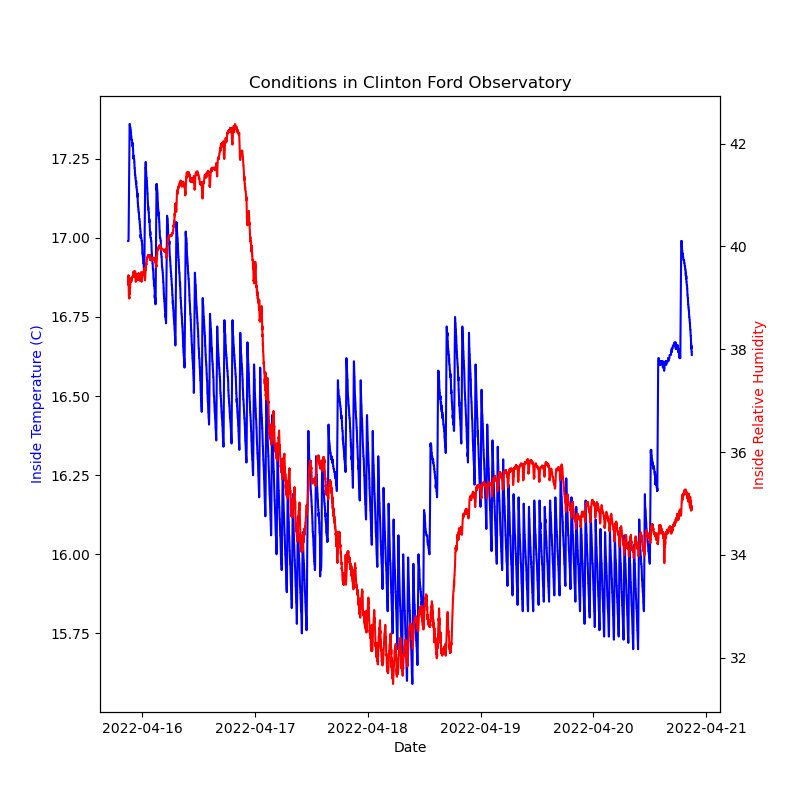 Conditions in Clinton Ford Observatory
Inside Temperature (C)
17.25
17.00
16.75
16.50
16.25
16.00
15.75
42
40
38
36
34
32
Inside Relative Humidity
2022-04-16 2022-04-17 2022-04-18 2022-04-19 2022-04-20 2022-04-21
Date